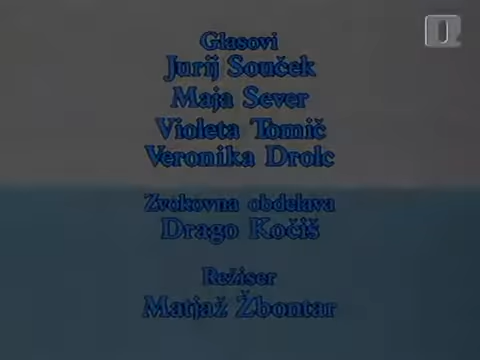 Glasovi
Jurij Souček
Maja Sever
Violeta Tomič
Veronika Drolc
Zvokovna obdelava
Drago Kočiš
Režiser
Matjaž Žbontar